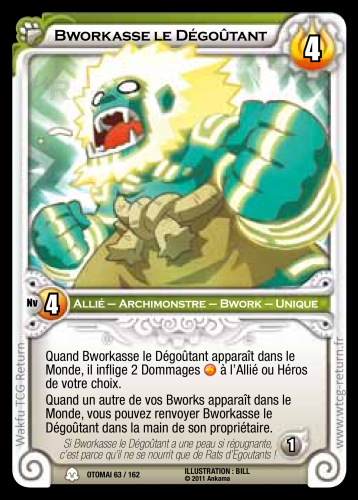 Bworkasse le Dégoûtant
4
Nv 4 Allié – Archimonstre – Bwork – Unique
Quand Bworkasse le Dégoûtant apparaît dans le
Monde, il inflige 2 Dommages à l'Allié ou Héros
de votre choix.
Quand un autre de vos Bworks apparaît dans le
Monde, vous pouvez renvoyer Bworkasse le
Dégoûtant dans la main de son propriétaire.
Si Bworkasse le Dégoûtant a une peau si répugnante,
c'est parce qu'il ne se nourrit que de Rats d'Egoutants !
1
OTOMAI 63 / 162
ILLUSTRATION : BILL
© 2011 Ankama
Wakfu TCG Return
www.wtcg-return.fr